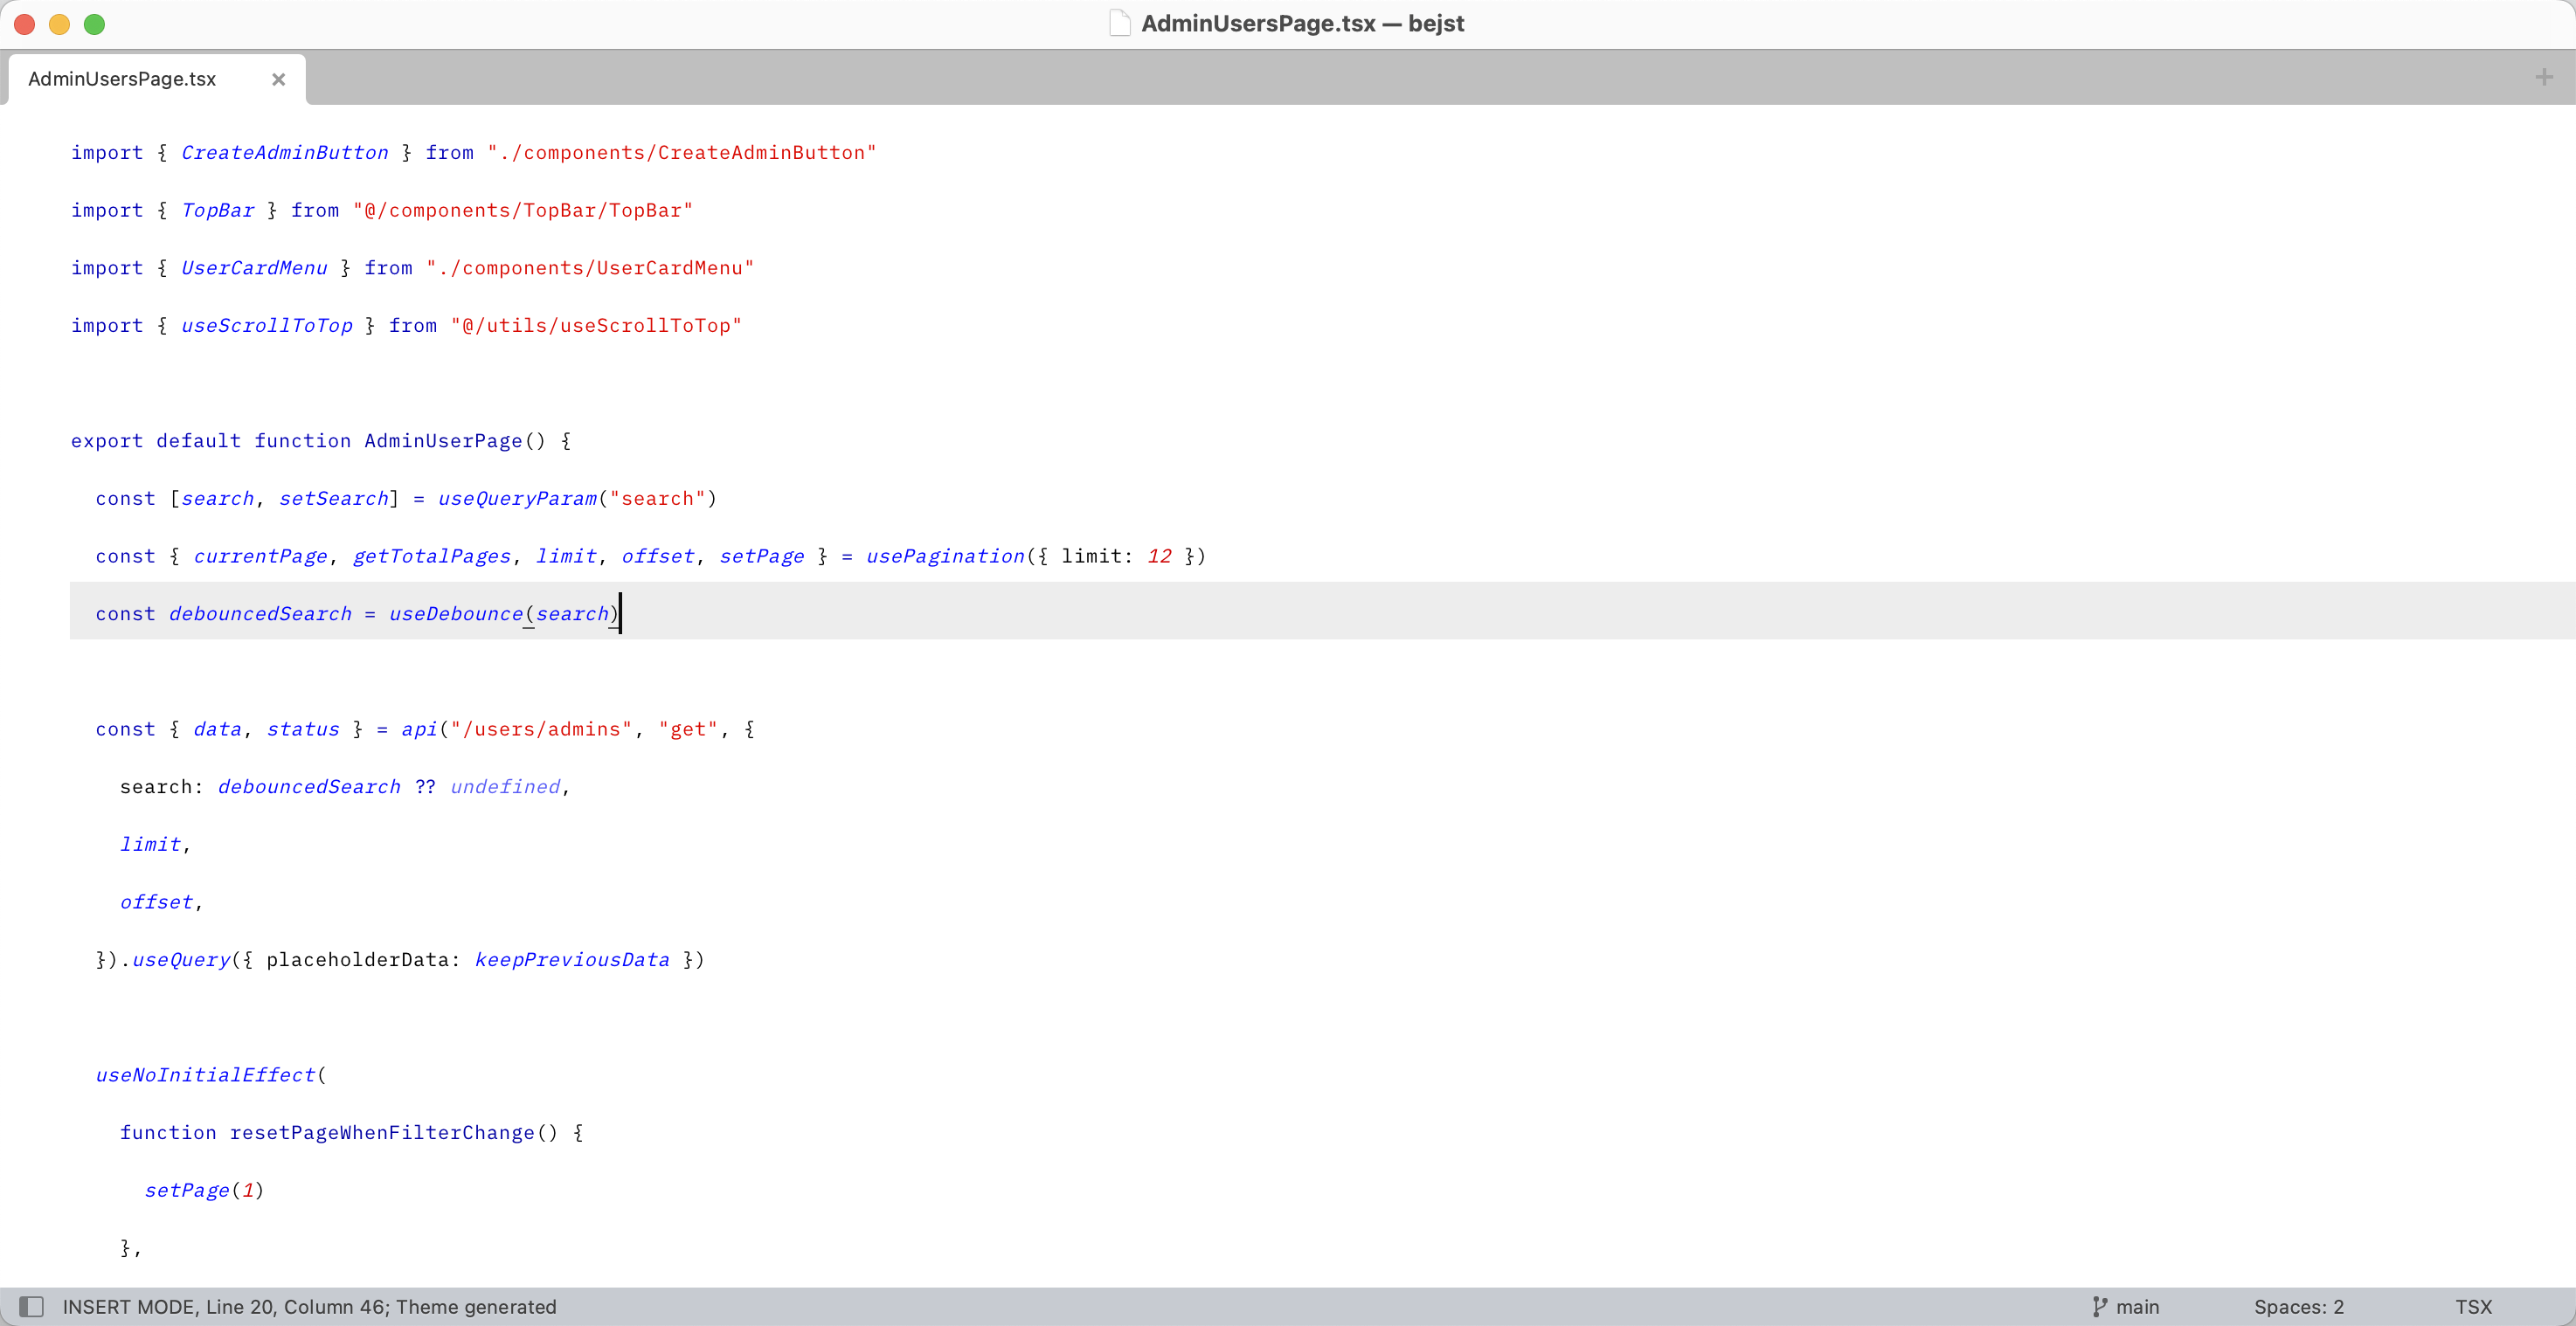 AdminUsersPage.tsx — bejst
AdminUsersPage.tsx
import { CreateAdminButton } from "./components/CreateAdminButton"
import { TopBar } from "@/components/TopBar/TopBar"
import { UserCardMenu } from "./components/UserCardMenu"
import { useScrollToTop } from "@/utils/useScrollToTop"
export default function AdminUserPage() {
const [search, setSearch] = useQueryParam("search")
const { currentPage, getTotalPages, limit, offset, setPage } = usePagination({ limit: 12 })
const debouncedSearch = useDebounce(search)
const { data, status } = api("/users/admins", "get", {
search: debouncedSearch ?? undefined,
limit,
offset,
}).useQuery({ placeholderData: keepPreviousData })
useNoInitialEffect(
function resetPageWhenFilterChange() {
setPage(1)
},
INSERT MODE, Line 20, Column 46; Theme generated
main
Spaces: 2
TSX